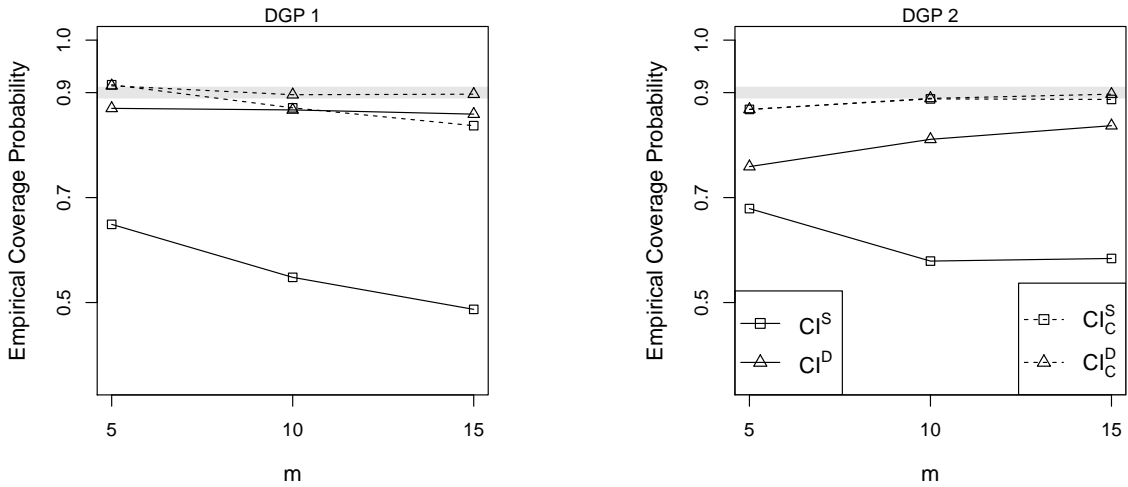 DGP 1
Empirical Coverage Probability
1.0
0.9
0.7
0.5
5
10
15
m
DGP 2
Empirical Coverage Probability
1.0
0.9
0.7
0.5
CI^S
CI^D
CI_C^S
CI_C^D
5
10
15
m